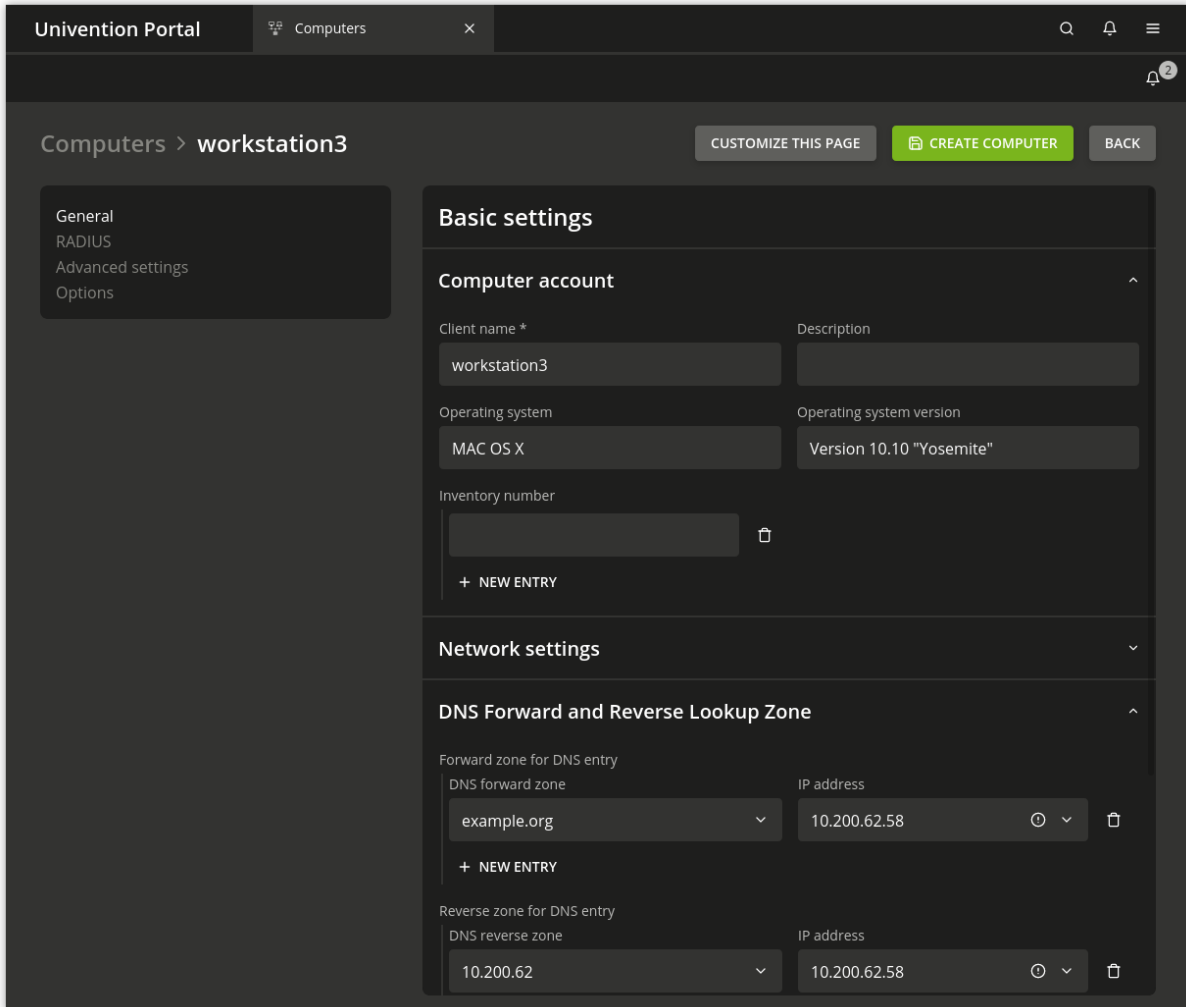 Univention Portal
Computers
2
Computers > workstation3
CUSTOMIZE THIS PAGE
CREATE COMPUTER
BACK
General
RADIUS
Advanced settings
Options
Basic settings
Computer account
Client name * Description
workstation3
Operating system Operating system version
MAC OS X Version 10.10 "Yosemite"
Inventory number
+ NEW ENTRY
Network settings
DNS Forward and Reverse Lookup Zone
Forward zone for DNS entry
DNS forward zone IP address
example.org 10.200.62.58
+ NEW ENTRY
Reverse zone for DNS entry
DNS reverse zone IP address
10.200.62 10.200.62.58